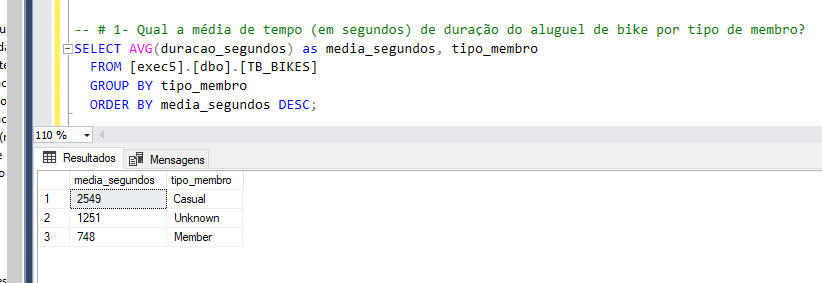 -- # 1- Qual a média de tempo (em segundos) de duração do aluguel de bike por tipo de membro?
SELECT AVG(duracao_segundos) as media_segundos, tipo_membro
FROM [exec5].[dbo].[TB_BIKES]
GROUP BY tipo_membro
ORDER BY media_segundos DESC;
110 %
Resultados Mensagens
media_segundos tipo_membro
1 2549 Casual
2 1251 Unknown
3 748 Member